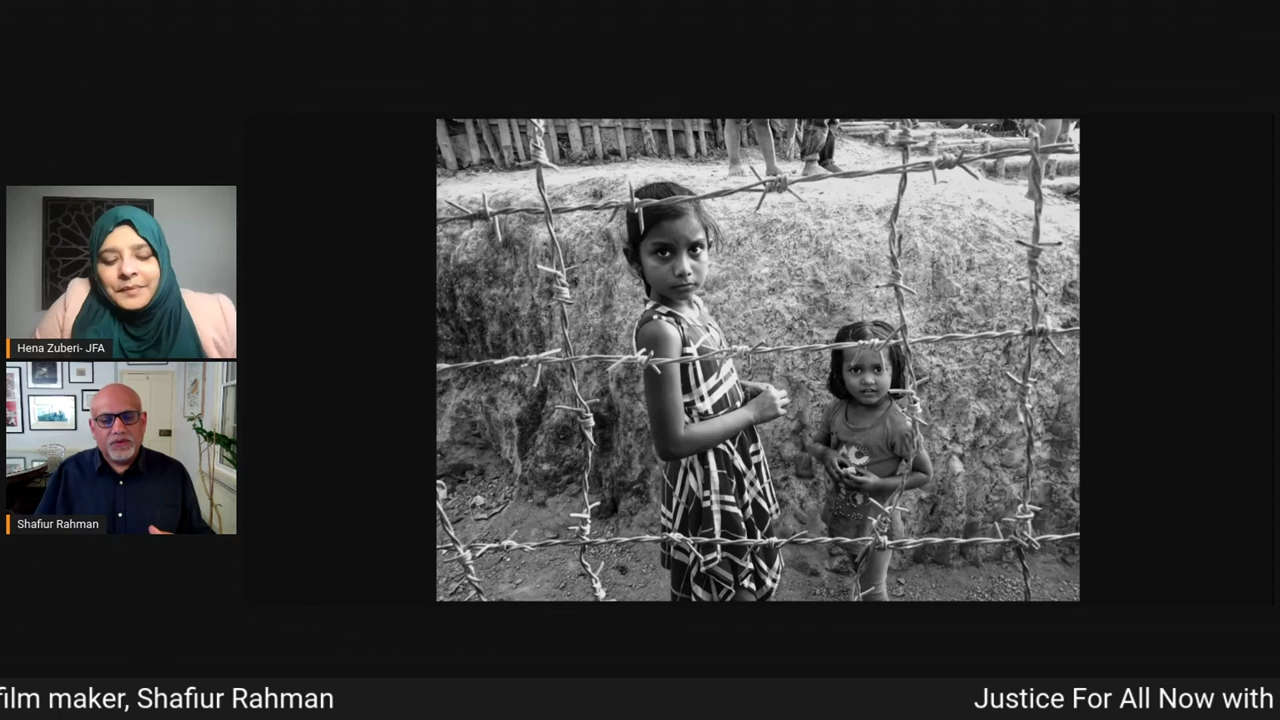 Hena Zuberi- JFA
Shafiur Rahman
film maker, Shafiur Rahman
Justice For All Now with